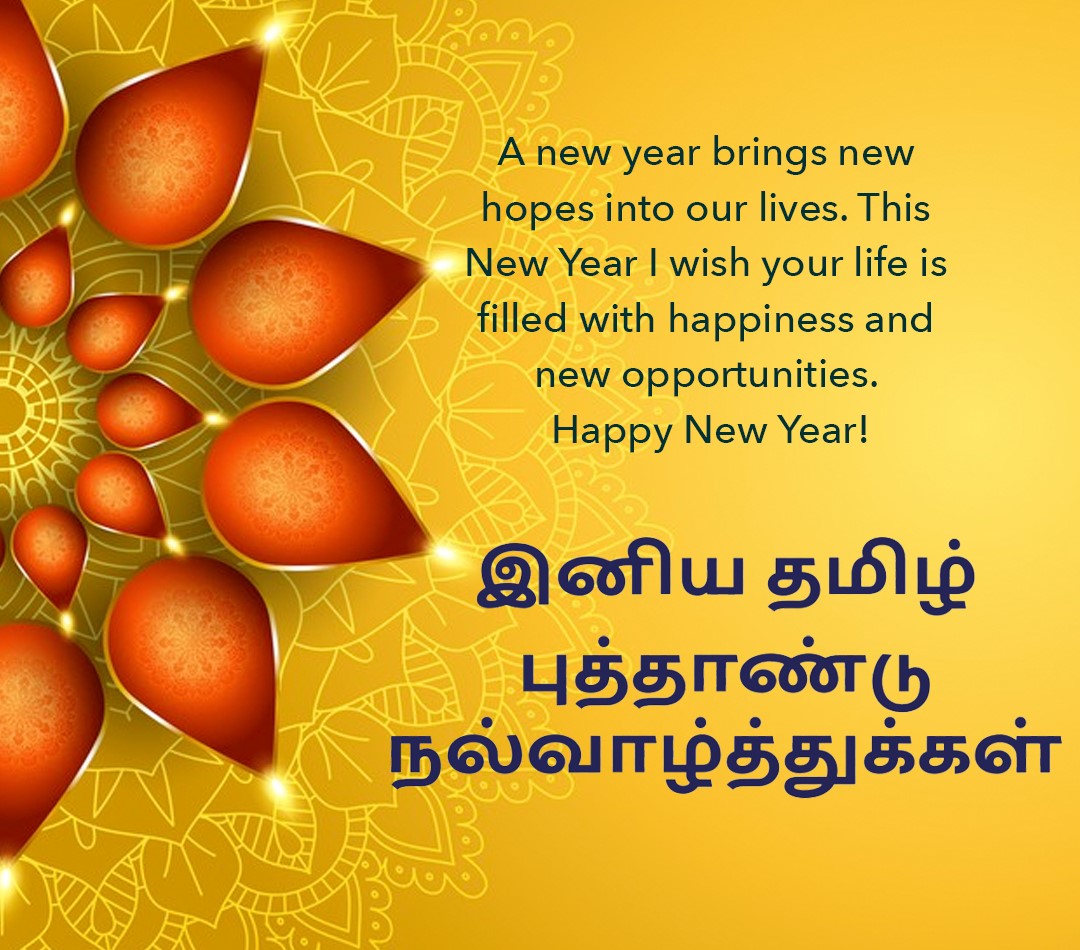 A new year brings new
hopes into our lives. This
New Year I wish your life is
filled with happiness and
new opportunities.
Happy New Year!
இனிய தமிழ்
புத்தாண்டு
நல்வாழ்த்துக்கள்